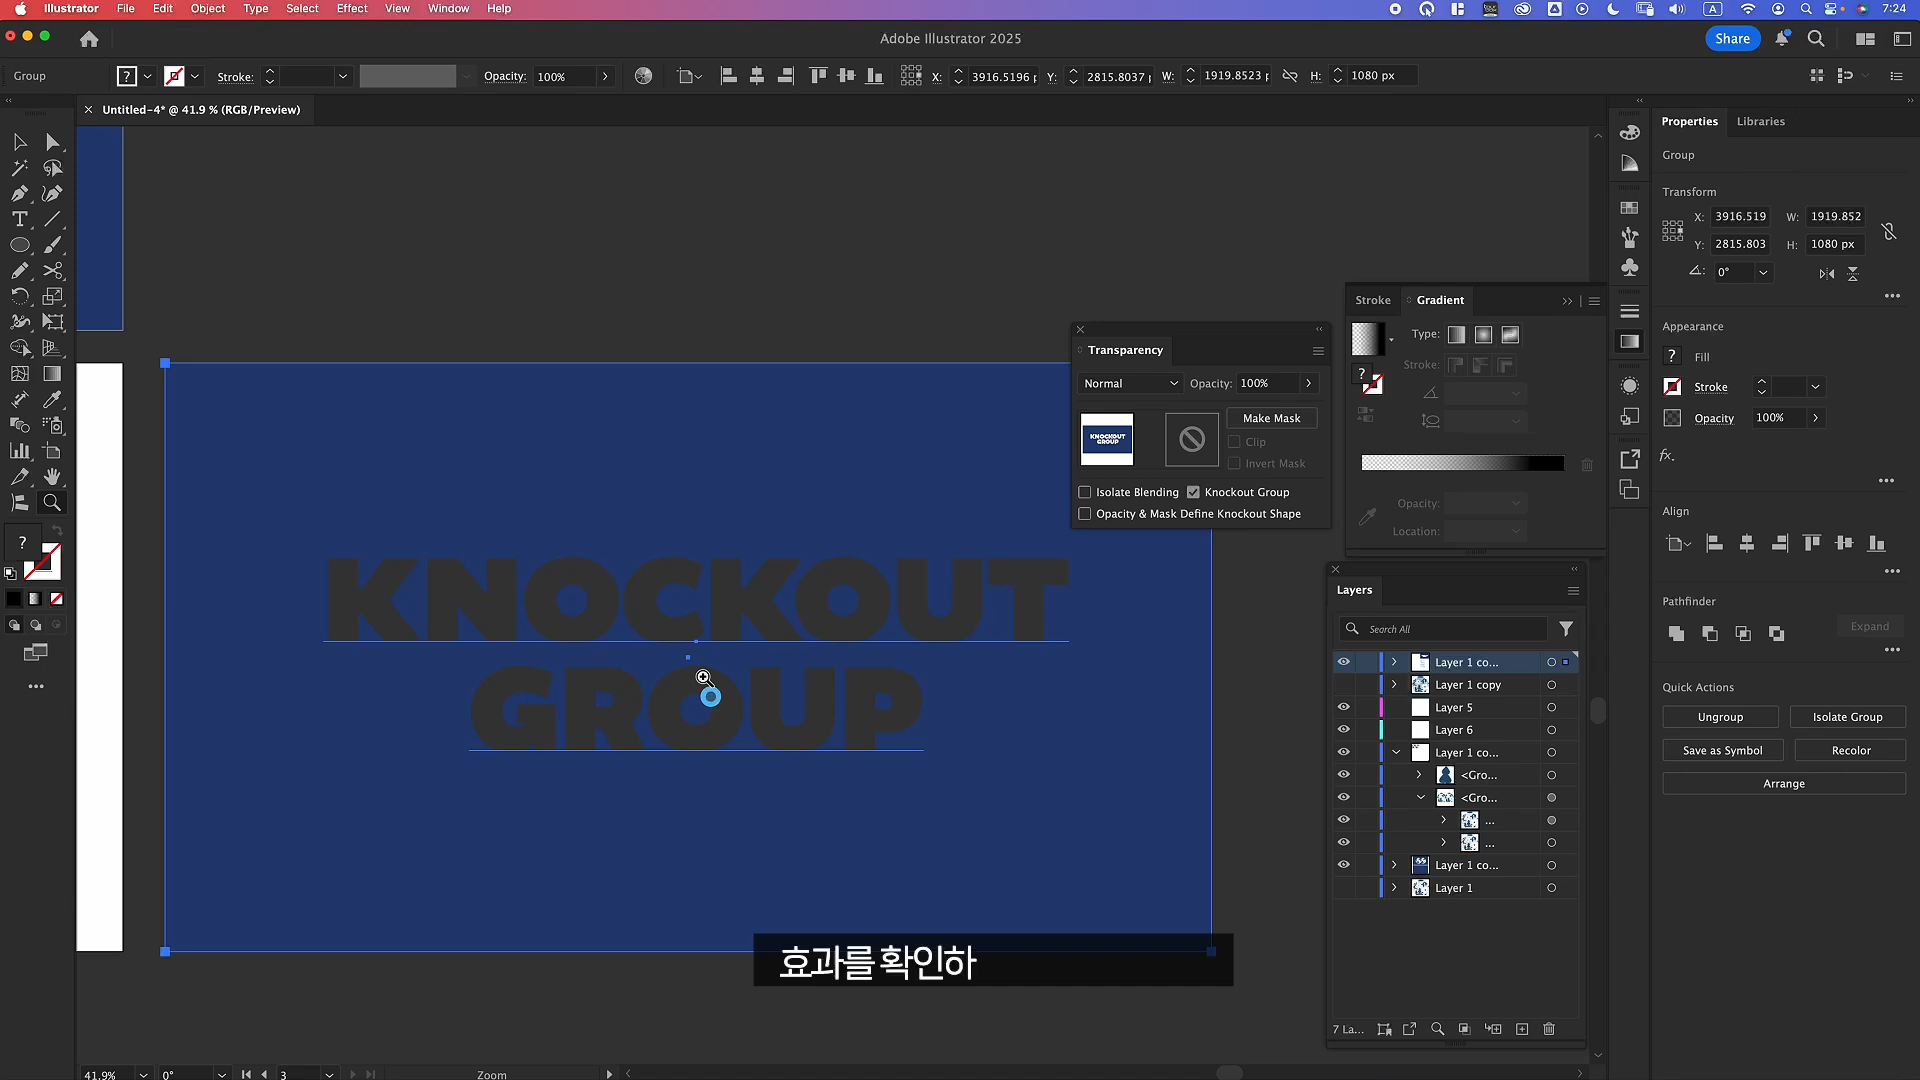 Illustrator File Edit Object Type Select Effect View Window Help A 7:24
Adobe Illustrator 2025 Share
Group ? Stroke: Opacity: 100% X: 3916.5196 p Y: 2815.8037 p W: 1919.8523 p H: 1080 px
Untitled-4* @ 41.9 % (RGB/Preview)
Properties Libraries
Group
Transform
X: 3916.519 W: 1919.852
Y: 2815.803 H: 1080 px
0°
Appearance
? Fill
Stroke
Opacity 100%
fx.
Align
Pathfinder
Expand
Quick Actions
Ungroup Isolate Group
Save as Symbol Recolor
Arrange
Stroke Gradient
Type:
Stroke:
?
Opacity:
Location:
Transparency
Normal Opacity: 100%
KNOCKOUT
GROUP
Make Mask
Clip
Invert Mask
Isolate Blending Knockout Group
Opacity & Mask Define Knockout Shape
KNOCKOUT
GROUP
Layers
Search All
Layer 1 co...
Layer 1 copy
Layer 5
Layer 6
Layer 1 co...
<Gro...
<Gro...
...
...
Layer 1 co...
Layer 1
7 La...
?
효과를 확인하
41.9% 0° 3 Zoom